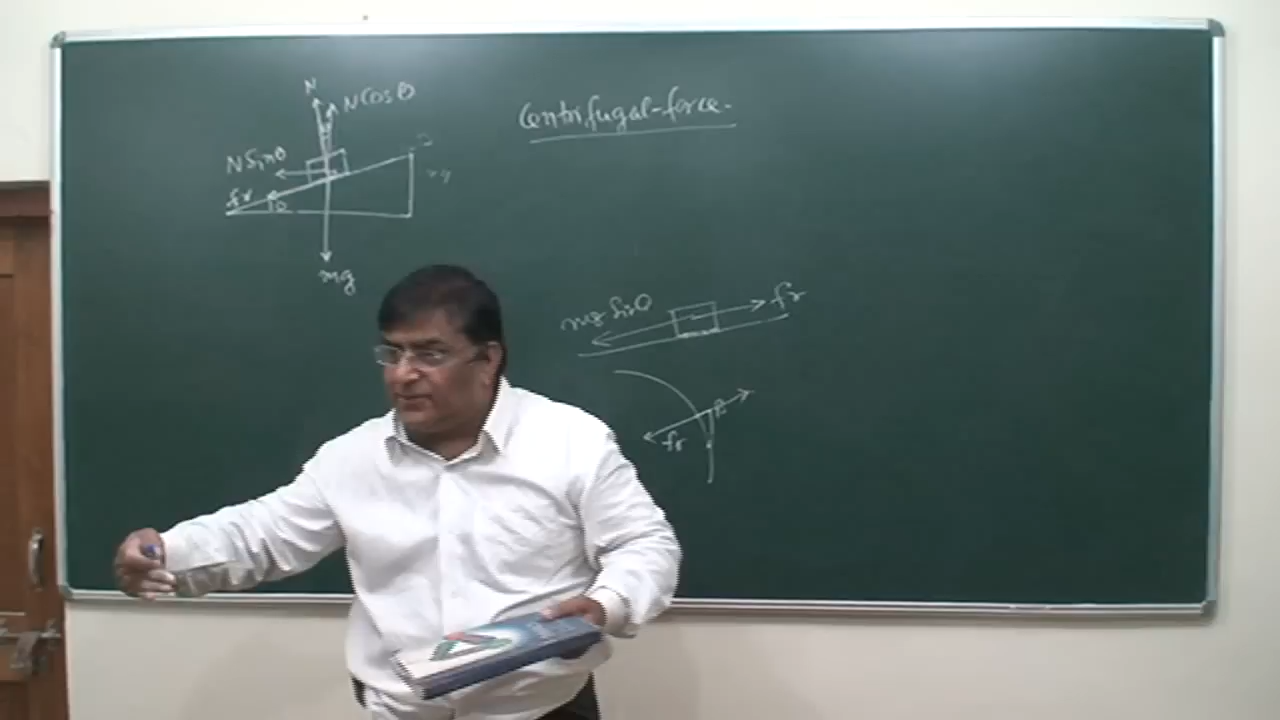 N
N Cos θ
Centrifugal-force.
N Sin θ
fr
θ
mg
mg Sin θ
fr
fr